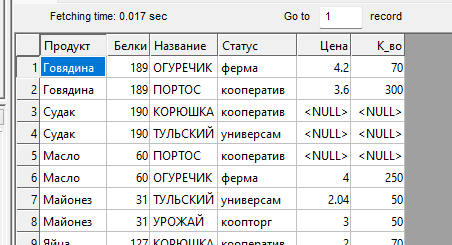 Fetching time: 0.017 sec Go to 1 record
Продукт Белки Название Статус Цена К_во
1 Говядина 189 ОГУРЕЧИК ферма 4.2 70
2 Говядина 189 ПОРТОС кооператив 3.6 300
3 Судак 190 КОРЮШКА кооператив <NULL> <NULL>
4 Судак 190 ТУЛЬСКИЙ универсам <NULL> <NULL>
5 Масло 60 ПОРТОС кооператив <NULL> <NULL>
6 Масло 60 ОГУРЕЧИК ферма 4 250
7 Майонез 31 ТУЛЬСКИЙ универсам 2.04 50
8 Майонез 31 УРОЖАЙ коопторг 3 50
9 Яйца 127 КОРЮШКА кооператив 2 70